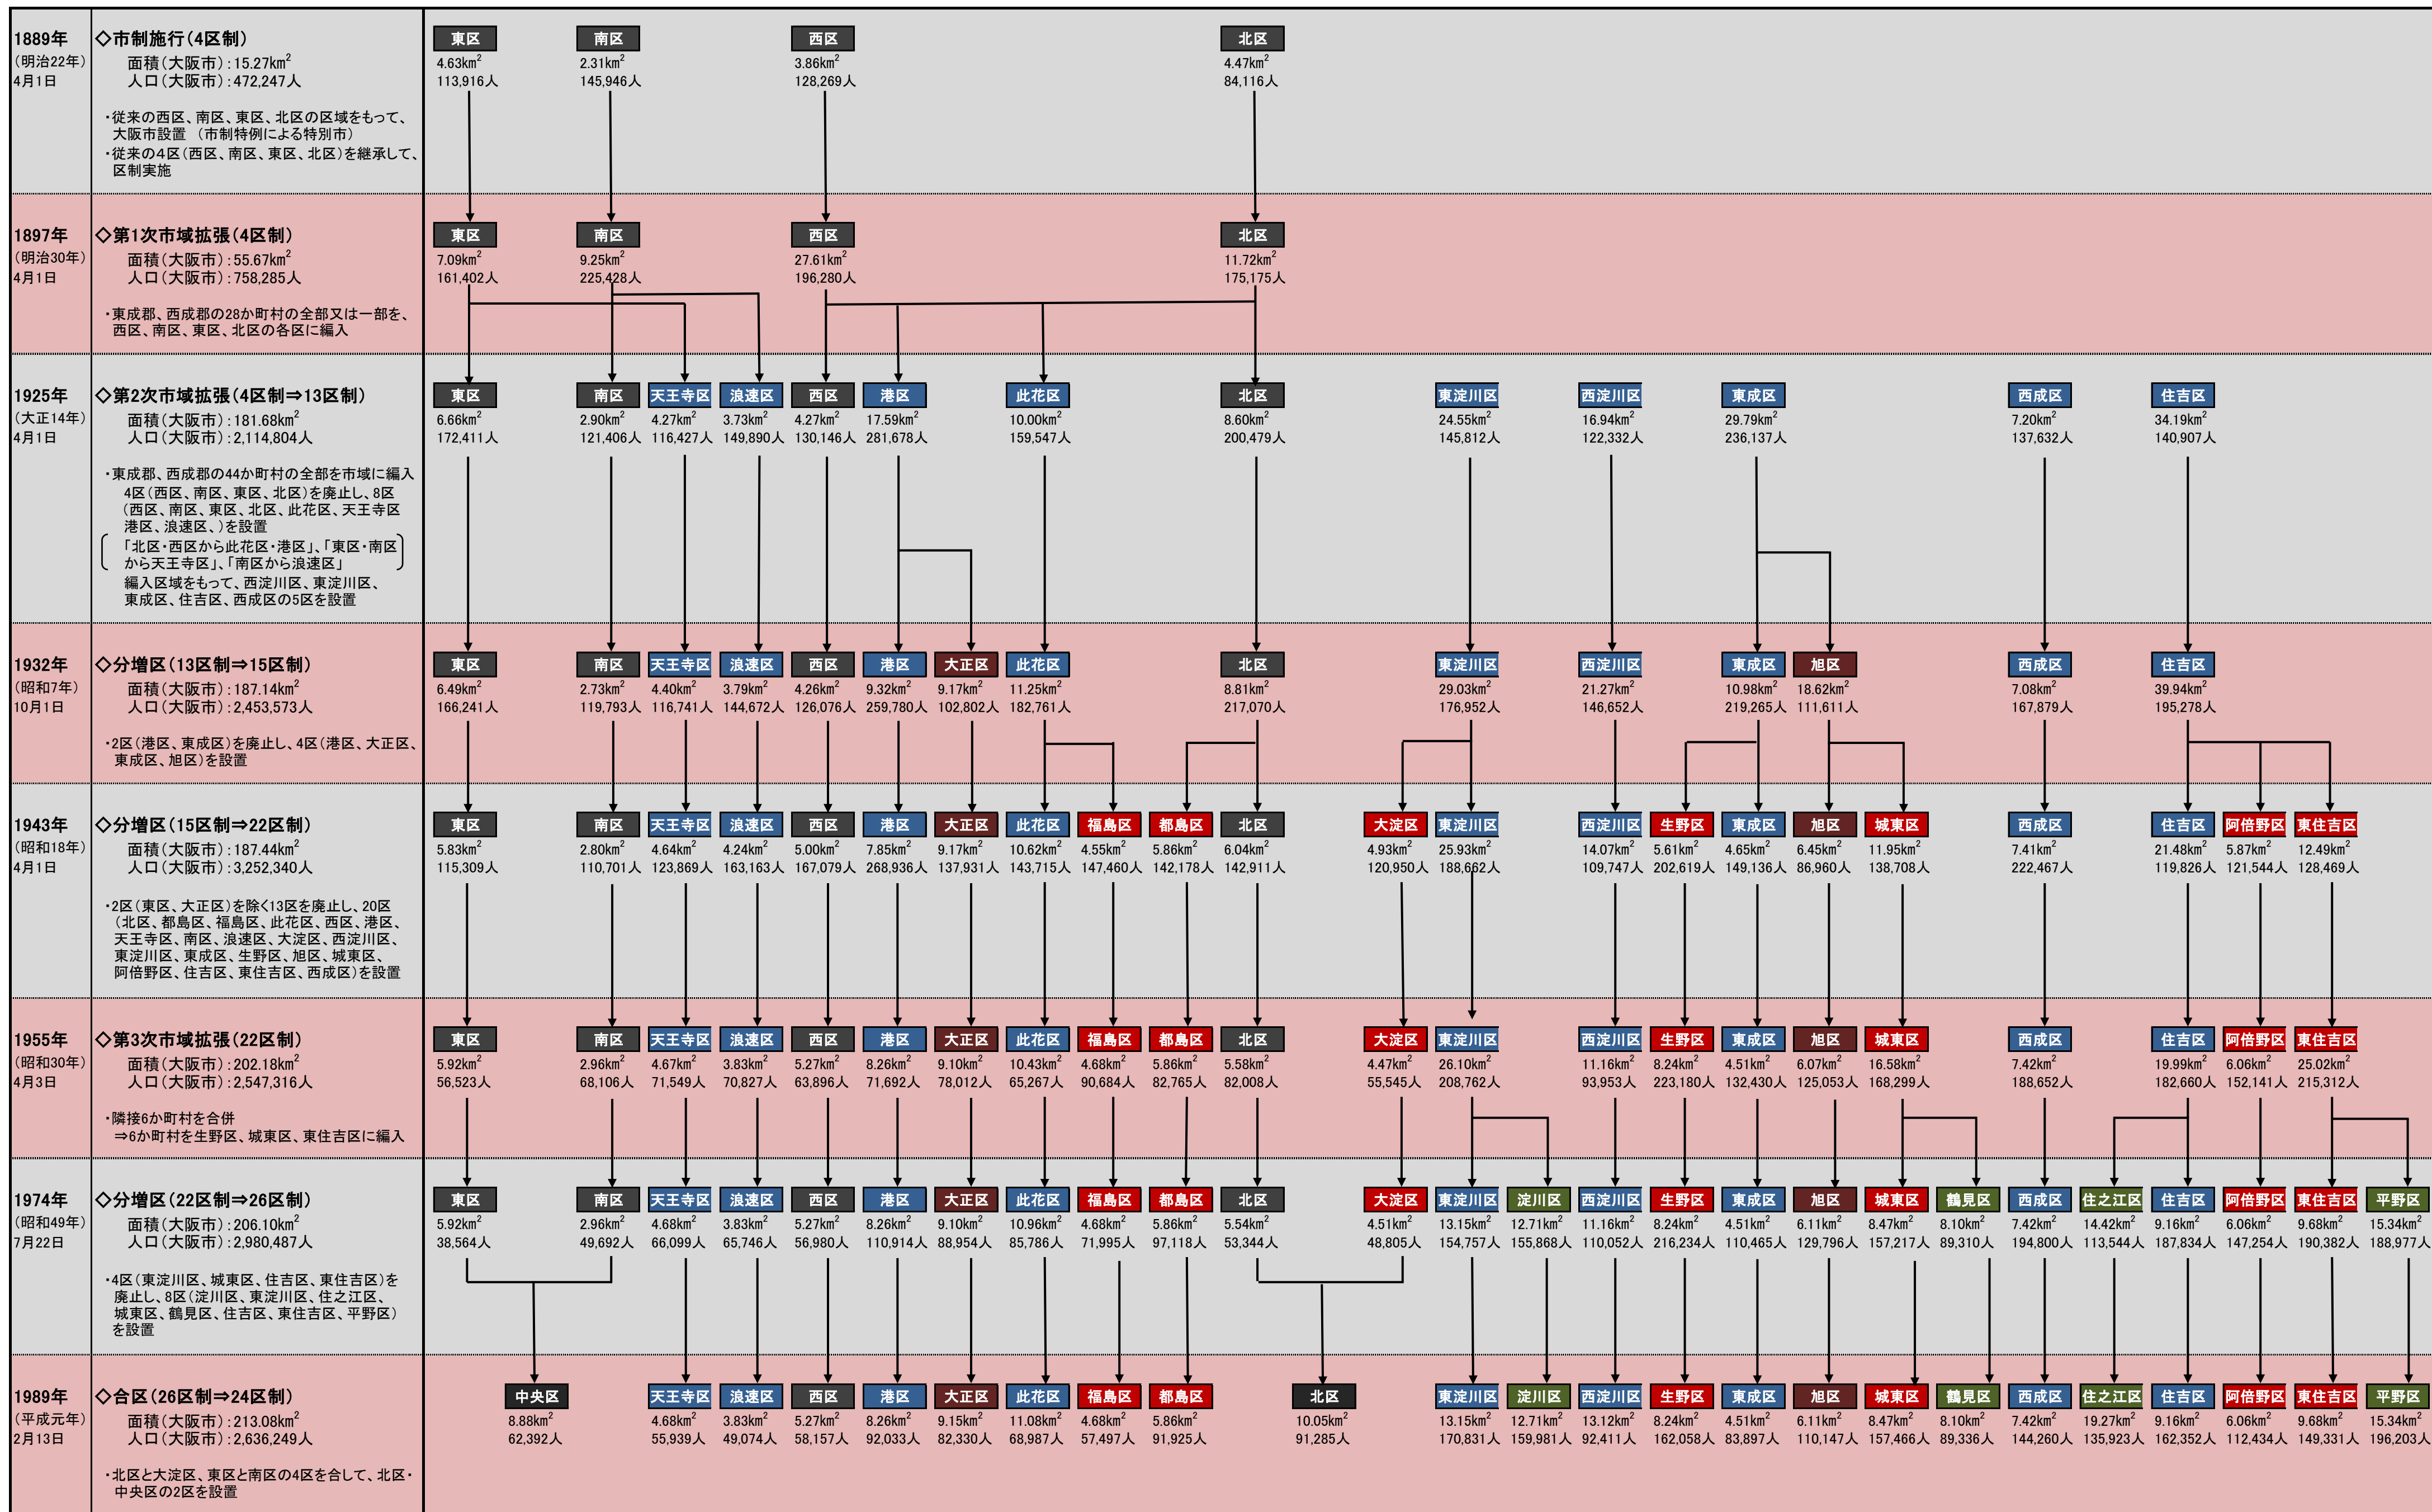 1889年
(明治22年)
4月1日
◇市制施行(4区制)
面積(大阪市):15.27km²
人口(大阪市):472,247人
・従来の西区、南区、東区、北区の区域をもって、
大阪市設置 (市制特例による特別市)
・従来の4区(西区、南区、東区、北区)を継承して、
区制実施
東区 南区 西区 北区
4.63km² 2.31km² 3.86km² 4.47km²
113,916人 145,946人 128,269人 84,116人
1897年
(明治30年)
4月1日
◇第1次市域拡張(4区制)
面積(大阪市):55.67km²
人口(大阪市):758,285人
・東成郡、西成郡の28か町村の全部又は一部を、
西区、南区、東区、北区の各区に編入
東区 南区 西区 北区
7.09km² 9.25km² 27.61km² 11.72km²
161,402人 225,428人 196,280人 175,175人
1925年
(大正14年)
4月1日
◇第2次市域拡張(4区制⇒13区制)
面積(大阪市):181.68km²
人口(大阪市):2,114,804人
・東成郡、西成郡の44か町村の全部を市域に編入
4区(西区、南区、東区、北区)を廃止し、8区
(西区、南区、東区、北区、此花区、天王寺区
港区、浪速区、)を設置
「北区・西区から此花区・港区」、「東区・南区
から天王寺区」、「南区から浪速区」
編入区域をもって、西淀川区、東淀川区、
東成区、住吉区、西成区の5区を設置
東区 南区 天王寺区 浪速区 西区 港区 此花区 北区 東淀川区 西淀川区 東成区 西成区 住吉区
6.66km² 2.90km² 4.27km² 3.73km² 4.27km² 17.59km² 10.00km² 8.60km² 24.55km² 16.94km² 29.79km² 7.20km² 34.19km²
172,411人 121,406人 116,427人 149,890人 130,146人 281,678人 159,547人 200,479人 145,812人 122,332人 236,137人 137,632人 140,907人
1932年
(昭和7年)
10月1日
◇分増区(13区制⇒15区制)
面積(大阪市):187.14km²
人口(大阪市):2,453,573人
・2区(港区、東成区)を廃止し、4区(港区、大正区、
東成区、旭区)を設置
東区 南区 天王寺区 浪速区 西区 港区 大正区 此花区 北区 東淀川区 西淀川区 東成区 旭区 西成区 住吉区
6.49km² 2.73km² 4.40km² 3.79km² 4.26km² 9.32km² 9.17km² 11.25km² 8.81km² 29.03km² 21.27km² 10.98km² 18.62km² 7.08km² 39.94km²
166,241人 119,793人 116,741人 144,672人 126,076人 259,780人 102,802人 182,761人 217,070人 176,952人 146,652人 219,265人 111,611人 167,879人 195,278人
1943年
(昭和18年)
4月1日
◇分増区(15区制⇒22区制)
面積(大阪市):187.44km²
人口(大阪市):3,252,340人
・2区(東区、大正区)を除く13区を廃止し、20区
(北区、都島区、福島区、此花区、西区、港区、
天王寺区、南区、浪速区、大淀区、西淀川区、
東淀川区、東成区、生野区、旭区、城東区、
阿倍野区、住吉区、東住吉区、西成区)を設置
東区 南区 天王寺区 浪速区 西区 港区 大正区 此花区 福島区 都島区 北区 大淀区 東淀川区 西淀川区 生野区 東成区 旭区 城東区 西成区 住吉区 阿倍野区 東住吉区
5.83km² 2.80km² 4.64km² 4.24km² 5.00km² 7.85km² 9.17km² 10.62km² 4.55km² 5.86km² 6.04km² 4.93km² 25.93km² 14.07km² 5.61km² 4.65km² 6.45km² 11.95km² 7.41km² 21.48km² 5.87km² 12.49km²
115,309人 110,701人 123,869人 163,163人 167,079人 268,936人 137,931人 143,715人 147,460人 142,178人 142,911人 120,950人 188,662人 109,747人 202,619人 149,136人 86,960人 138,708人 222,467人 119,826人 121,544人 128,469人
1955年
(昭和30年)
4月3日
◇第3次市域拡張(22区制)
面積(大阪市):202.18km²
人口(大阪市):2,547,316人
・隣接6か町村を合併
⇒6か町村を生野区、城東区、東住吉区に編入
東区 南区 天王寺区 浪速区 西区 港区 大正区 此花区 福島区 都島区 北区 大淀区 東淀川区 西淀川区 生野区 東成区 旭区 城東区 西成区 住吉区 阿倍野区 東住吉区
5.92km² 2.96km² 4.67km² 3.83km² 5.27km² 8.26km² 9.10km² 10.43km² 4.68km² 5.86km² 5.58km² 4.47km² 26.10km² 11.16km² 8.24km² 4.51km² 6.07km² 16.58km² 7.42km² 19.99km² 6.06km² 25.02km²
56,523人 68,106人 71,549人 70,827人 63,896人 71,692人 78,012人 65,267人 90,684人 82,765人 82,008人 55,545人 208,762人 93,953人 223,180人 132,430人 125,053人 168,299人 188,652人 182,660人 152,141人 215,312人
1974年
(昭和49年)
7月22日
◇分増区(22区制⇒26区制)
面積(大阪市):206.10km²
人口(大阪市):2,980,487人
・4区(東淀川区、城東区、住吉区、東住吉区)を
廃止し、8区(淀川区、東淀川区、住之江区、
城東区、鶴見区、住吉区、東住吉区、平野区)
を設置
東区 南区 天王寺区 浪速区 西区 港区 大正区 此花区 福島区 都島区 北区 大淀区 東淀川区 淀川区 西淀川区 生野区 東成区 旭区 城東区 鶴見区 西成区 住之江区 住吉区 阿倍野区 東住吉区 平野区
5.92km² 2.96km² 4.68km² 3.83km² 5.27km² 8.26km² 9.10km² 10.96km² 4.68km² 5.86km² 5.54km² 4.51km² 13.15km² 12.71km² 11.16km² 8.24km² 4.51km² 6.11km² 8.47km² 8.10km² 7.42km² 14.42km² 9.16km² 6.06km² 9.68km² 15.34km²
38,564人 49,692人 66,099人 65,746人 56,980人 110,914人 88,954人 85,786人 71,995人 97,118人 53,344人 48,805人 154,757人 155,868人 110,052人 216,234人 110,465人 129,796人 157,217人 89,310人 194,800人 113,544人 187,834人 147,254人 190,382人 188,977人
1989年
(平成元年)
2月13日
◇合区(26区制⇒24区制)
面積(大阪市):213.08km²
人口(大阪市):2,636,249人
・北区と大淀区、東区と南区の4区を合して、北区・
中央区の2区を設置
中央区 天王寺区 浪速区 西区 港区 大正区 此花区 福島区 都島区 北区 東淀川区 淀川区 西淀川区 生野区 東成区 旭区 城東区 鶴見区 西成区 住之江区 住吉区 阿倍野区 東住吉区 平野区
8.88km² 4.68km² 3.83km² 5.27km² 8.26km² 9.15km² 11.08km² 4.68km² 5.86km² 10.05km² 13.15km² 12.71km² 13.12km² 8.24km² 4.51km² 6.11km² 8.47km² 8.10km² 7.42km² 19.27km² 9.16km² 6.06km² 9.68km² 15.34km²
62,392人 55,939人 49,074人 58,157人 92,033人 82,330人 68,987人 57,497人 91,925人 91,285人 170,831人 159,981人 92,411人 162,058人 83,897人 110,147人 157,466人 89,336人 144,260人 135,923人 162,352人 112,434人 149,331人 196,203人